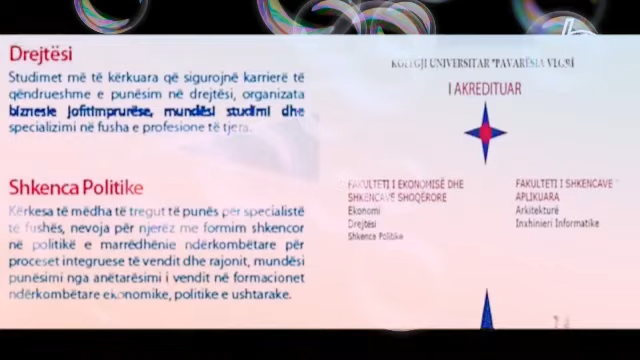 Drejtësi
Studimet më të kërkuara që sigurojnë karrierë të
qëndrueshme e punësim në drejtësi, organizata
biznesie jofitimprurëse, mundësi studimi dhe
specializimi në fusha e profesione të tjera.
Shkenca Politike
Kërkesa të mëdha të tregut të punës për specialistë
të fushës, nevoja për njerëz me formim shkencor
në politikë e marrëdhënie ndërkombëtare për
proceset integruese të vendit dhe rajonit, mundësi
punësimi nga anëtarësimi i vendit në formacionet
ndërkombëtare ekonomike, politike e ushtarake.
KOLEGJI UNIVERSITAR "PAVARËSIA VLORË
I AKREDITUAR
FAKULTETI I EKONOMISË DHE
SHKENCAVE SHOQËRORE
Ekonomi
Drejtësi
Shkenca Politike
FAKULTETI I SHKENCAVE
APLIKUARA
Arkitekturë
Inxhinieri Informatike